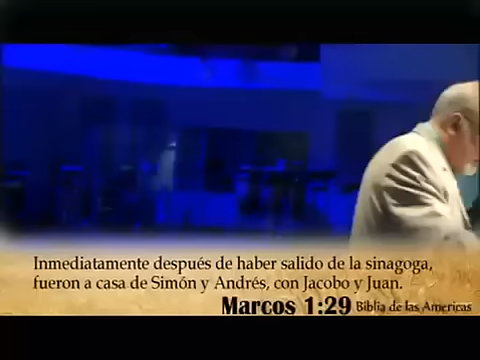 Inmediatamente después de haber salido de la sinagoga,
fueron a casa de Simón y Andrés, con Jacobo y Juan.
Marcos 1:29 Biblia de las Americas